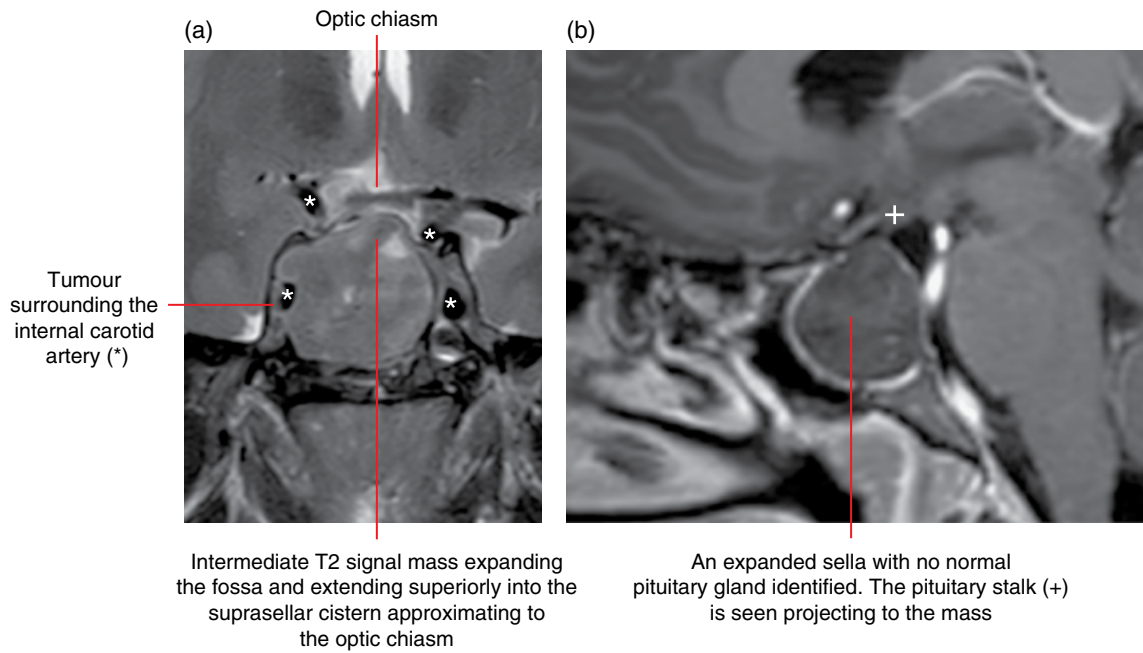 Optic chiasm
(a)
(b)
*
*
*
*
+
Tumour
surrounding the
internal carotid
artery (*)
Intermediate T2 signal mass expanding
the fossa and extending superiorly into the
suprasellar cistern approximating to
the optic chiasm
An expanded sella with no normal
pituitary gland identified. The pituitary stalk (+)
is seen projecting to the mass